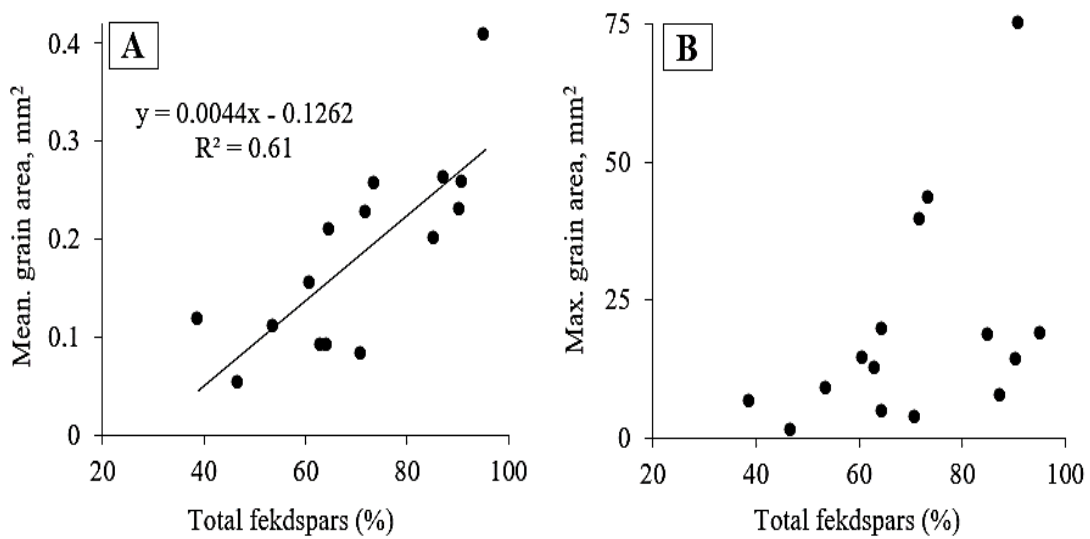 A
y = 0.0044x - 0.1262
R² = 0.61
Mean. grain area, mm²
0.4
0.3
0.2
0.1
0
20 40 60 80 100
Total fekdspars (%)
B
Max. grain area, mm²
75
50
25
0
20 40 60 80 100
Total fekdspars (%)